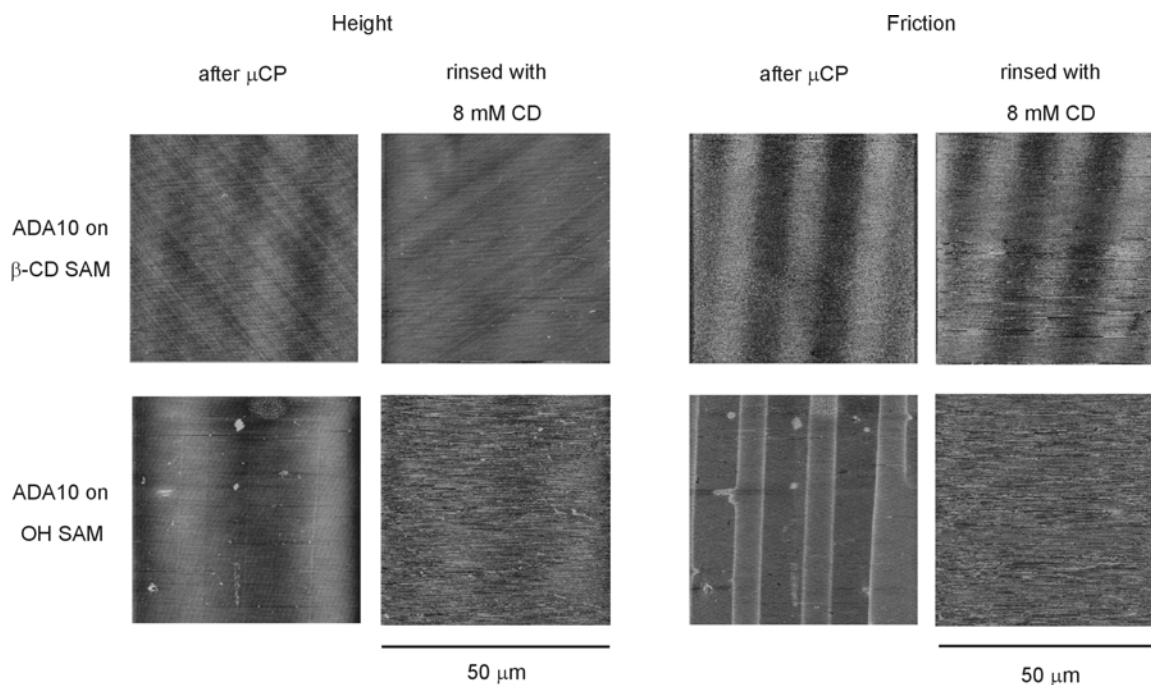 Height
Friction
after μCP
rinsed with
8 mM CD
after μCP
rinsed with
8 mM CD
ADA10 on
β-CD SAM
ADA10 on
OH SAM
50 μm
50 μm